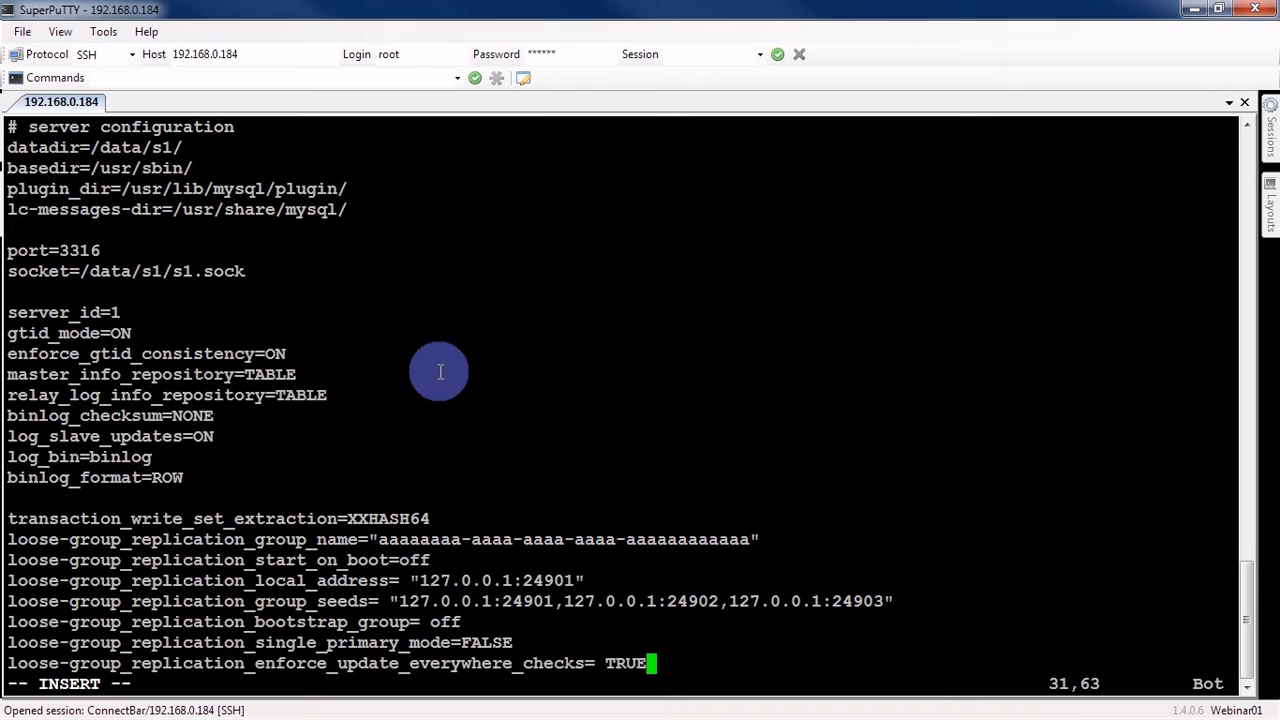 SuperPuTTY - 192.168.0.184
File View Tools Help
Protocol SSH Host 192.168.0.184 Login root Password ****** Session
Commands
192.168.0.184
# server configuration
datadir=/data/s1/
basedir=/usr/sbin/
plugin_dir=/usr/lib/mysql/plugin/
lc-messages-dir=/usr/share/mysql/
port=3316
socket=/data/s1/s1.sock
server_id=1
gtid_mode=ON
enforce_gtid_consistency=ON
master_info_repository=TABLE
relay_log_info_repository=TABLE
binlog_checksum=NONE
log_slave_updates=ON
log_bin=binlog
binlog_format=ROW
transaction_write_set_extraction=XXHASH64
loose-group_replication_group_name="aaaaaaaa-aaaa-aaaa-aaaa-aaaaaaaaaaaa"
loose-group_replication_start_on_boot=off
loose-group_replication_local_address= "127.0.0.1:24901"
loose-group_replication_group_seeds= "127.0.0.1:24901,127.0.0.1:24902,127.0.0.1:24903"
loose-group_replication_bootstrap_group= off
loose-group_replication_single_primary_mode=FALSE
loose-group_replication_enforce_update_everywhere_checks= TRUE
-- INSERT -- 31,63 Bot
Opened session: ConnectBar/192.168.0.184 [SSH] 1.4.0.6 Webinar01
Sessions
Layouts